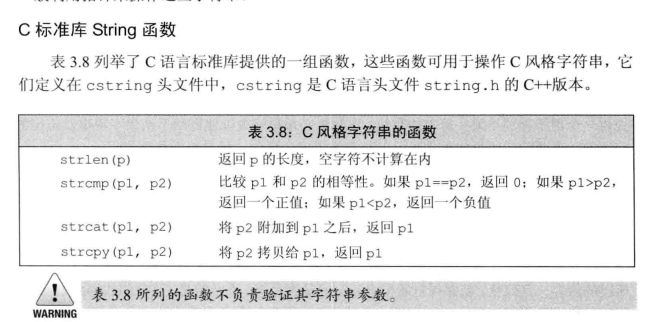 C 标准库 String 函数
表 3.8 列举了 C 语言标准库提供的一组函数，这些函数可用于操作 C 风格字符串，它
们定义在 cstring 头文件中，cstring 是 C 语言头文件 string.h 的 C++版本。
表 3.8：C 风格字符串的函数
strlen(p) 返回 p 的长度，空字符不计算在内
strcmp(p1, p2) 比较 p1 和 p2 的相等性。如果 p1==p2，返回 0；如果 p1>p2，
返回一个正值；如果 p1<p2，返回一个负值
strcat(p1, p2) 将 p2 附加到 p1 之后，返回 p1
strcpy(p1, p2) 将 p2 拷贝给 p1，返回 p1
表 3.8 所列的函数不负责验证其字符串参数。
WARNING